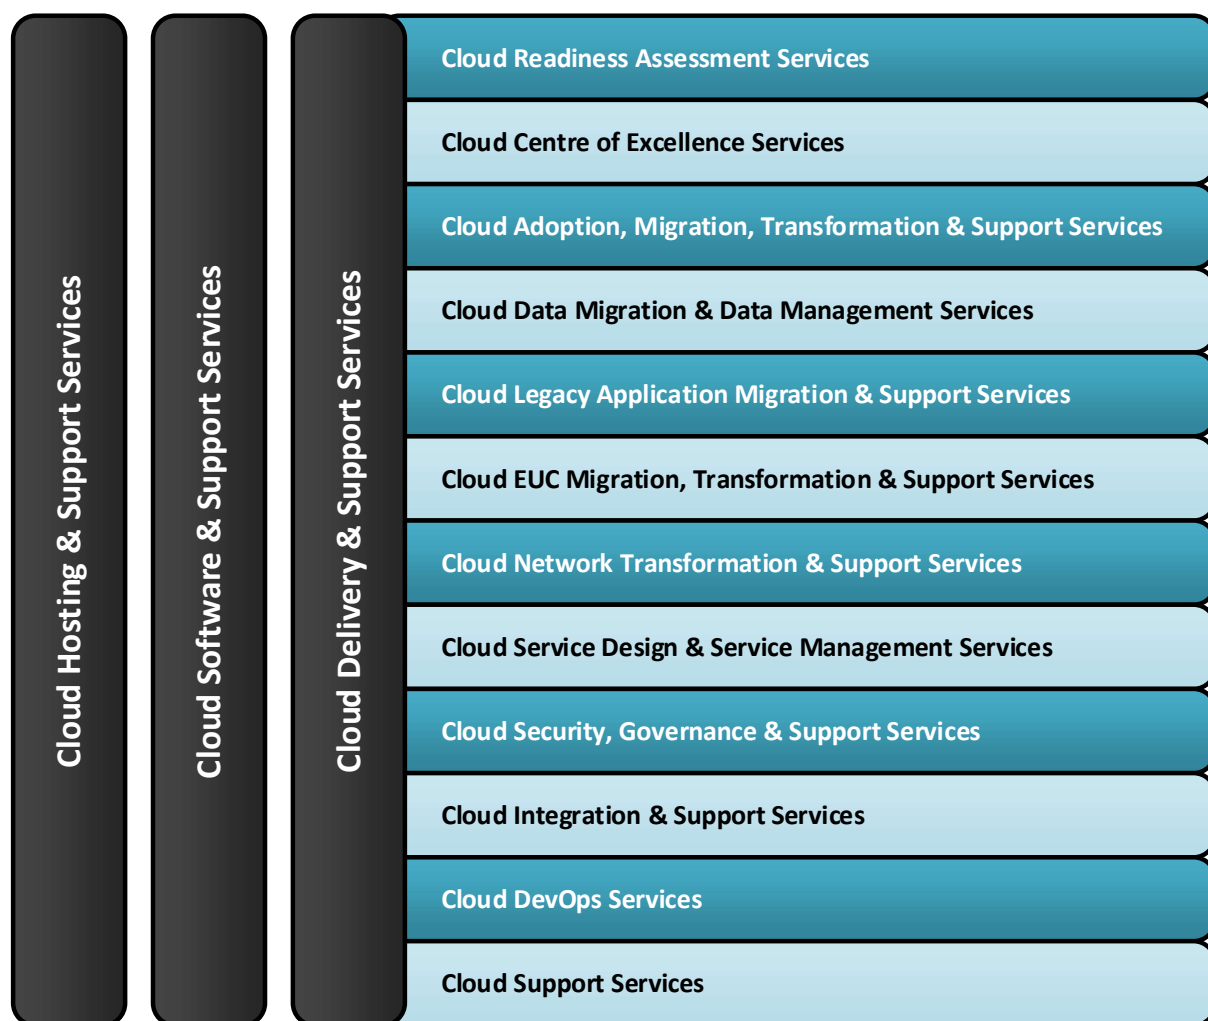 Cloud Hosting & Support Services
Cloud Software & Support Services
Cloud Delivery & Support Services
Cloud Readiness Assessment Services
Cloud Centre of Excellence Services
Cloud Adoption, Migration, Transformation & Support Services
Cloud Data Migration & Data Management Services
Cloud Legacy Application Migration & Support Services
Cloud EUC Migration, Transformation & Support Services
Cloud Network Transformation & Support Services
Cloud Service Design & Service Management Services
Cloud Security, Governance & Support Services
Cloud Integration & Support Services
Cloud DevOps Services
Cloud Support Services